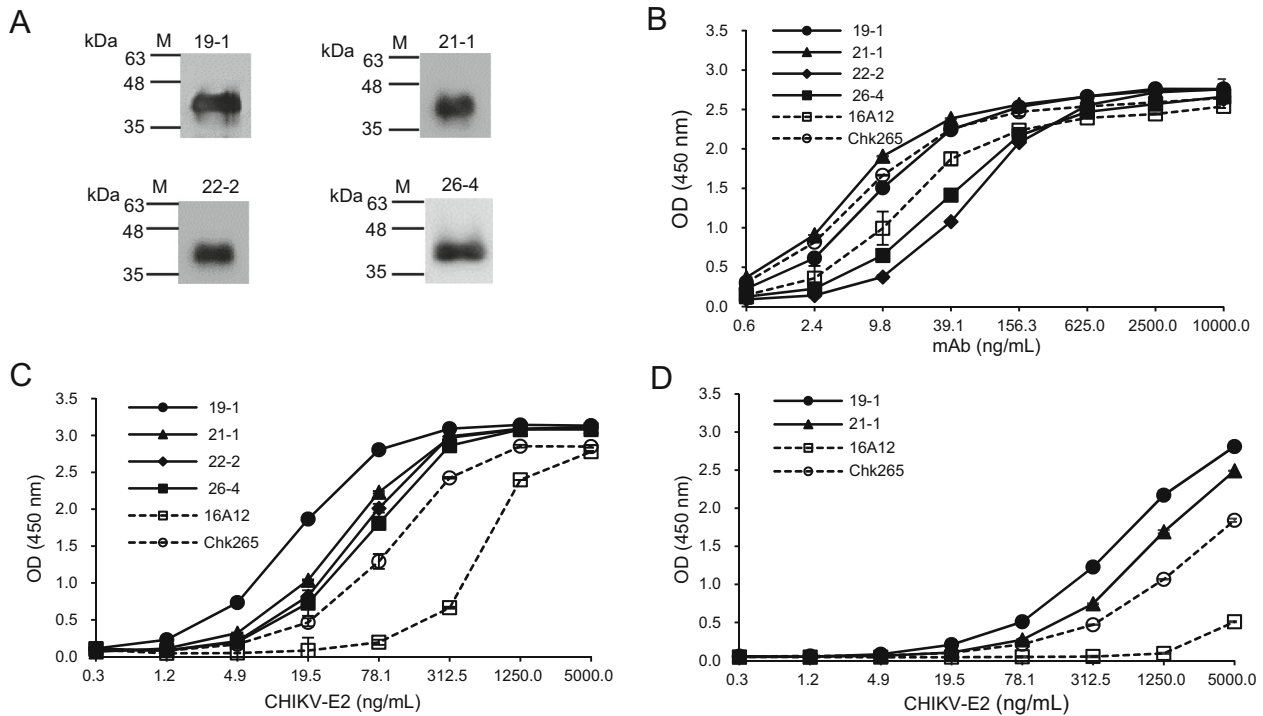 A
kDa M 19-1
63
48
35
kDa M 21-1
63
48
35
kDa M 22-2
63
48
35
kDa M 26-4
63
48
35
B
OD (450 nm)
3.5
3.0
2.5
2.0
1.5
1.0
0.5
0.0
19-1
21-1
22-2
26-4
16A12
Chk265
0.6 2.4 9.8 39.1 156.3 625.0 2500.0 10000.0
mAb (ng/mL)
C
OD (450 nm)
3.5
3.0
2.5
2.0
1.5
1.0
0.5
0.0
19-1
21-1
22-2
26-4
16A12
Chk265
0.3 1.2 4.9 19.5 78.1 312.5 1250.0 5000.0
CHIKV-E2 (ng/mL)
D
OD (450 nm)
3.5
3.0
2.5
2.0
1.5
1.0
0.5
0.0
19-1
21-1
16A12
Chk265
0.3 1.2 4.9 19.5 78.1 312.5 1250.0 5000.0
CHIKV-E2 (ng/mL)